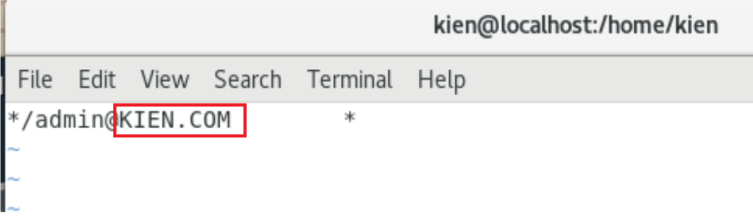 kien@localhost:/home/kien
File Edit View Search Terminal Help
*/admin@KIEN.COM *
~
~
~